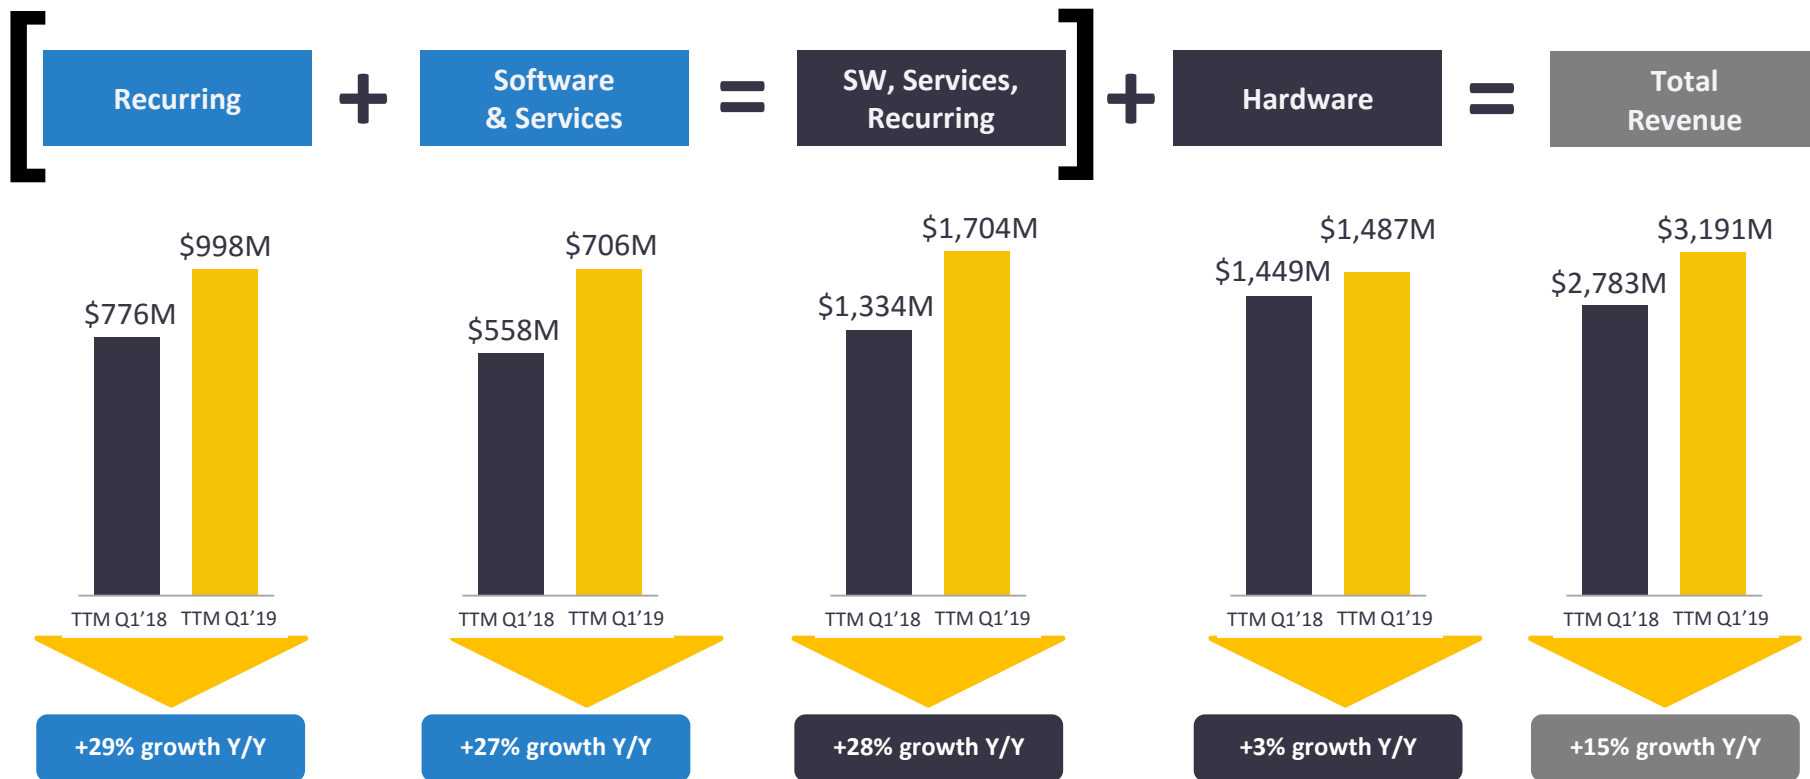 [ Recurring + Software
& Services = SW, Services,
Recurring ] + Hardware = Total
Revenue
$776M $998M
$558M $706M
$1,334M $1,704M
$1,449M $1,487M
$2,783M $3,191M
TTM Q1’18 TTM Q1’19
TTM Q1’18 TTM Q1’19
TTM Q1’18 TTM Q1’19
TTM Q1’18 TTM Q1’19
TTM Q1’18 TTM Q1’19
+29% growth Y/Y
+27% growth Y/Y
+28% growth Y/Y
+3% growth Y/Y
+15% growth Y/Y